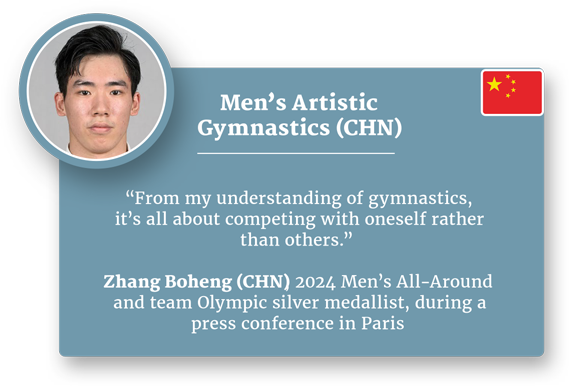 Men’s Artistic
Gymnastics (CHN)
“From my understanding of gymnastics,
it’s all about competing with oneself rather
than others.”
Zhang Boheng (CHN) 2024 Men’s All-Around
and team Olympic silver medallist, during a
press conference in Paris